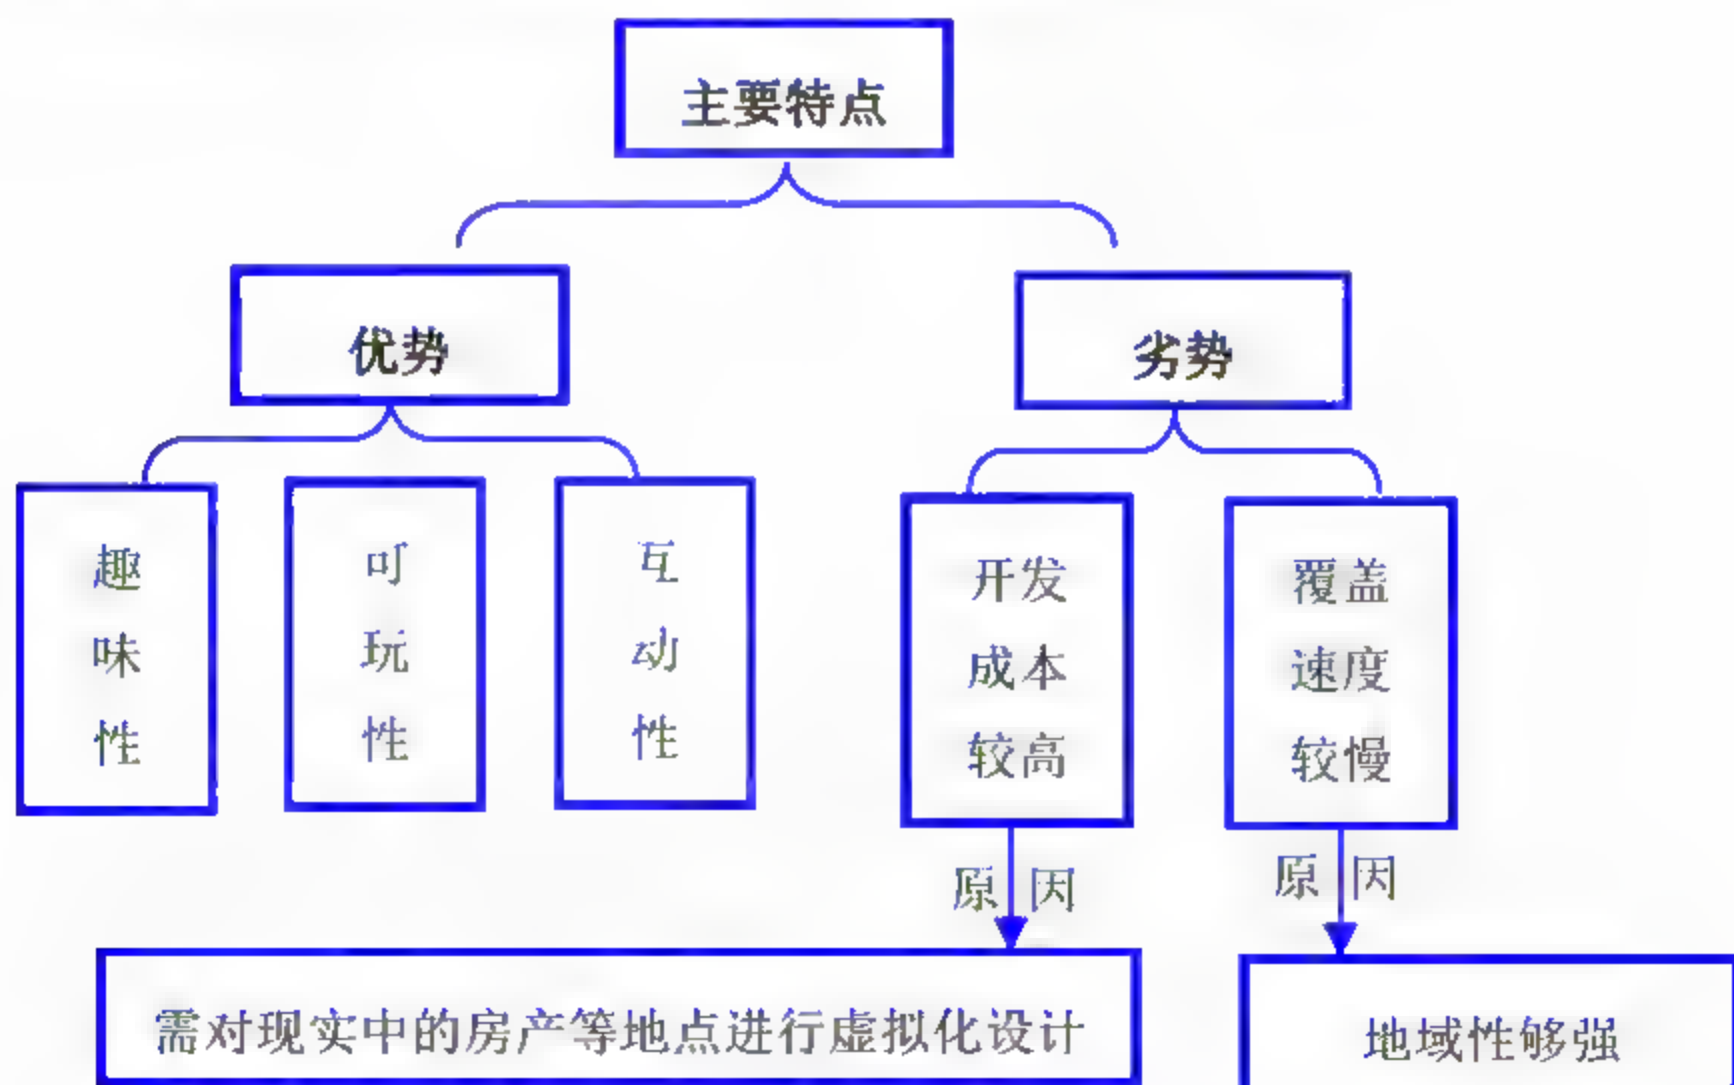 主要特点
优势
劣势
趣
味
性
可
玩
性
互
动
性
开发
成本
较高
覆盖
速度
较慢
原因
原因
需对现实中的房产等地点进行虚拟化设计
地域性够强